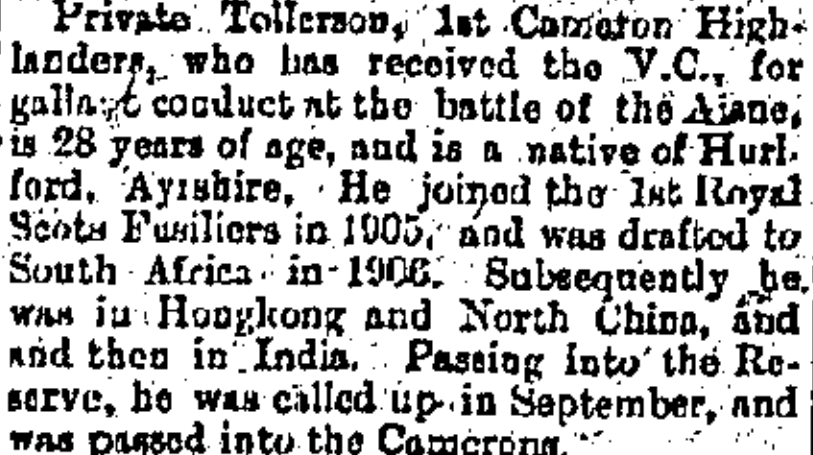 Private Tollerson, 1st Cameron High-
landers, who has received the V.C., for
gallant conduct at the battle of the Aisne,
is 28 years of age, and is a native of Hurl-
ford, Ayrshire. He joined the 1st Royal
Scots Fusiliers in 1905, and was drafted to
South Africa in 1906. Subsequently he
was in Hongkong and North China, and
and then in India. Passing into the Re-
serve, he was called up in September, and
was passed into the Camerons.